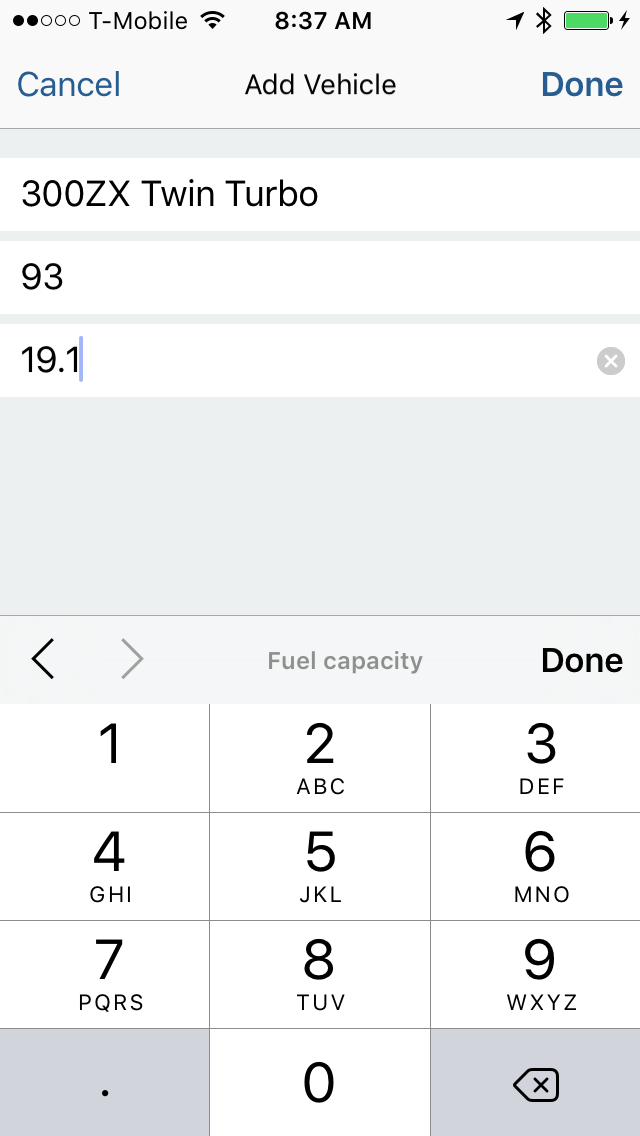 T-Mobile 8:37 AM
Cancel Add Vehicle Done
300ZX Twin Turbo
93
19.1
Fuel capacity Done
1 2 3
ABC DEF
4 5 6
GHI JKL MNO
7 8 9
PQRS TUV WXYZ
. 0